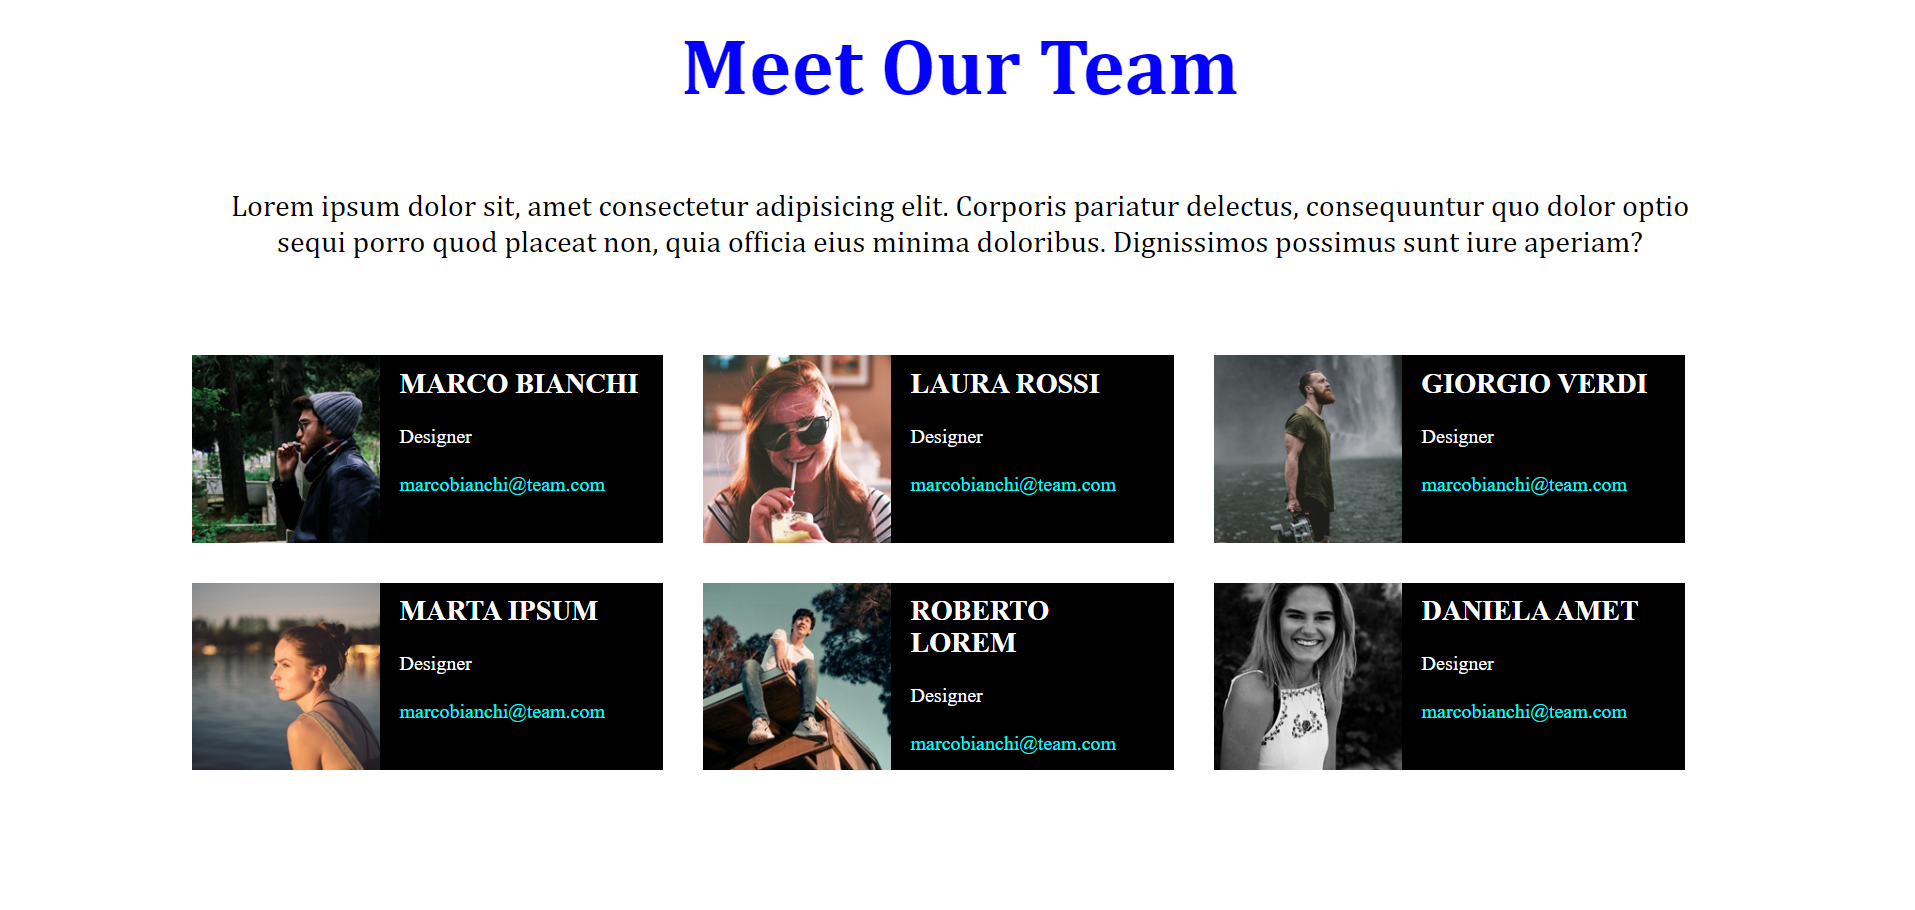 Meet Our Team
Lorem ipsum dolor sit, amet consectetur adipisicing elit. Corporis pariatur delectus, consequuntur quo dolor optio
sequi porro quod placeat non, quia officia eius minima doloribus. Dignissimos possimus sunt iure aperiam?
MARCO BIANCHI
Designer
marcobianchi@team.com
LAURA ROSSI
Designer
marcobianchi@team.com
GIORGIO VERDI
Designer
marcobianchi@team.com
MARTA IPSUM
Designer
marcobianchi@team.com
ROBERTO
LOREM
Designer
marcobianchi@team.com
DANIELA AMET
Designer
marcobianchi@team.com